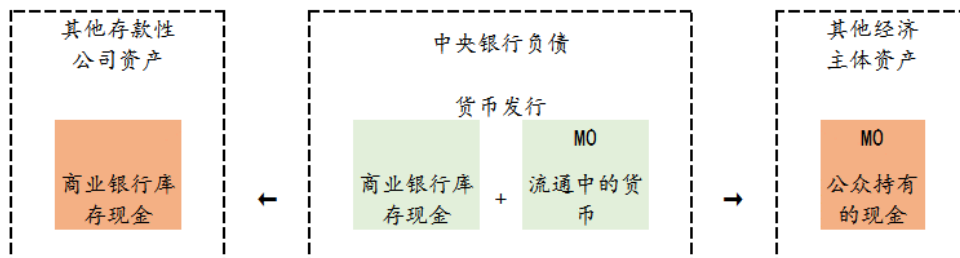 其他存款性
公司资产
中央银行负债
其他经济
主体资产
货币发行
商业银行库
存现金
←
商业银行库
存现金
+
MO
流通中的货
币
→
MO
公众持有
的现金